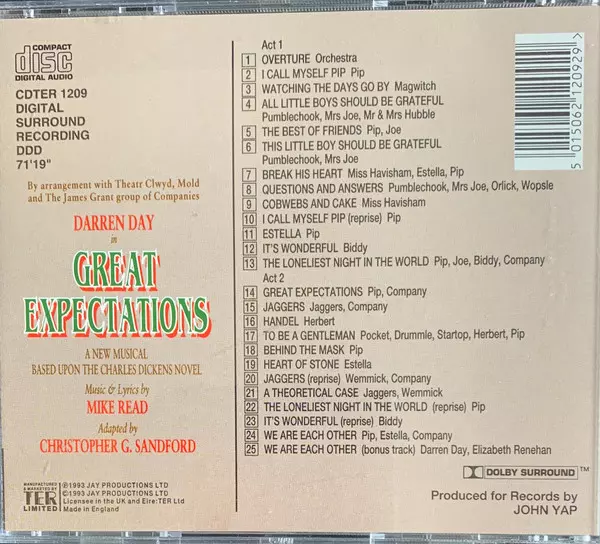 COMPACT
disc
DIGITAL AUDIO
CDTER 1209
DIGITAL
SURROUND
RECORDING
DDD
71'19"
By arrangement with Theatr Clwyd, Mold
and The James Grant group of Companies
DARREN DAY
in
GREAT
EXPECTATIONS
A NEW MUSICAL
BASED UPON THE CHARLES DICKENS NOVEL
Music & Lyrics by
MIKE READ
Adapted by
CHRISTOPHER G. SANDFORD
MANUFACTURED
& MARKETED BY
TER
LIMITED
℗1993 JAY PRODUCTIONS LTD
©1993 JAY PRODUCTIONS LTD
Licensee in the UK and Eire:TER Ltd
Made in England
Act 1
1 OVERTURE Orchestra
2 I CALL MYSELF PIP Pip
3 WATCHING THE DAYS GO BY Magwitch
4 ALL LITTLE BOYS SHOULD BE GRATEFUL
Pumblechook, Mrs Joe, Mr & Mrs Hubble
5 THE BEST OF FRIENDS Pip, Joe
6 THIS LITTLE BOY SHOULD BE GRATEFUL
Pumblechook, Mrs Joe
7 BREAK HIS HEART Miss Havisham, Estella, Pip
8 QUESTIONS AND ANSWERS Pumblechook, Mrs Joe, Orlick, Wopsle
9 COBWEBS AND CAKE Miss Havisham
10 I CALL MYSELF PIP (reprise) Pip
11 ESTELLA Pip
12 IT'S WONDERFUL Biddy
13 THE LONELIEST NIGHT IN THE WORLD Pip, Joe, Biddy, Company
Act 2
14 GREAT EXPECTATIONS Pip, Company
15 JAGGERS Jaggers, Company
16 HANDEL Herbert
17 TO BE A GENTLEMAN Pocket, Drummle, Startop, Herbert, Pip
18 BEHIND THE MASK Pip
19 HEART OF STONE Estella
20 JAGGERS (reprise) Wemmick, Company
21 A THEORETICAL CASE Jaggers, Wemmick
22 THE LONELIEST NIGHT IN THE WORLD (reprise) Pip
23 IT'S WONDERFUL (reprise) Biddy
24 WE ARE EACH OTHER Pip, Estella, Company
25 WE ARE EACH OTHER (bonus track) Darren Day, Elizabeth Renehan
DOLBY SURROUND ™
Produced for Records by
JOHN YAP
5 015062 120929 >